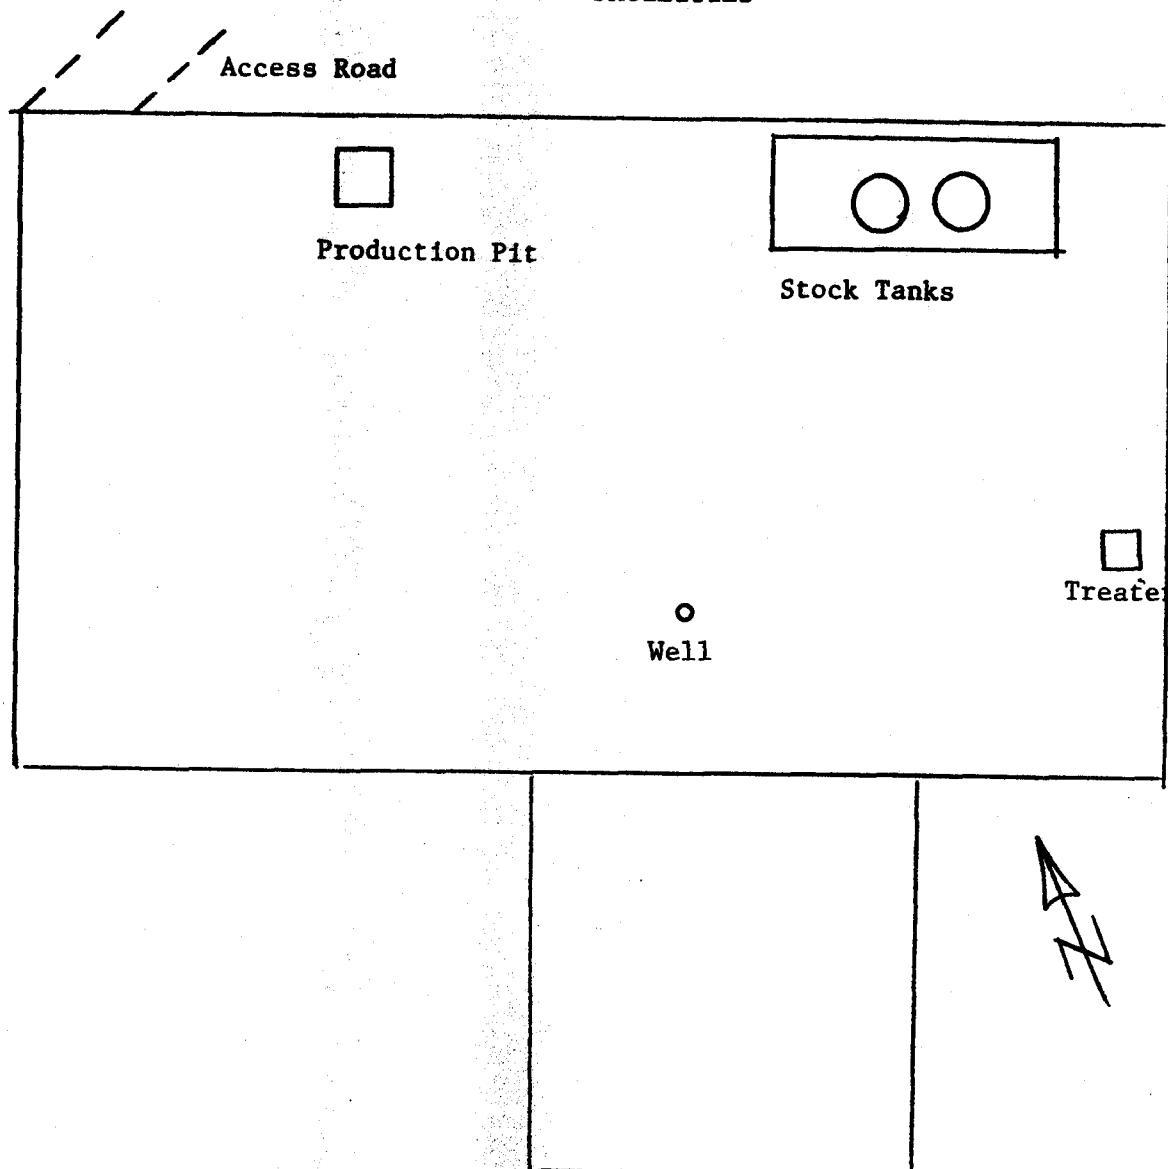 Access Road
Production Pit
Stock Tanks
Treate
Well
N